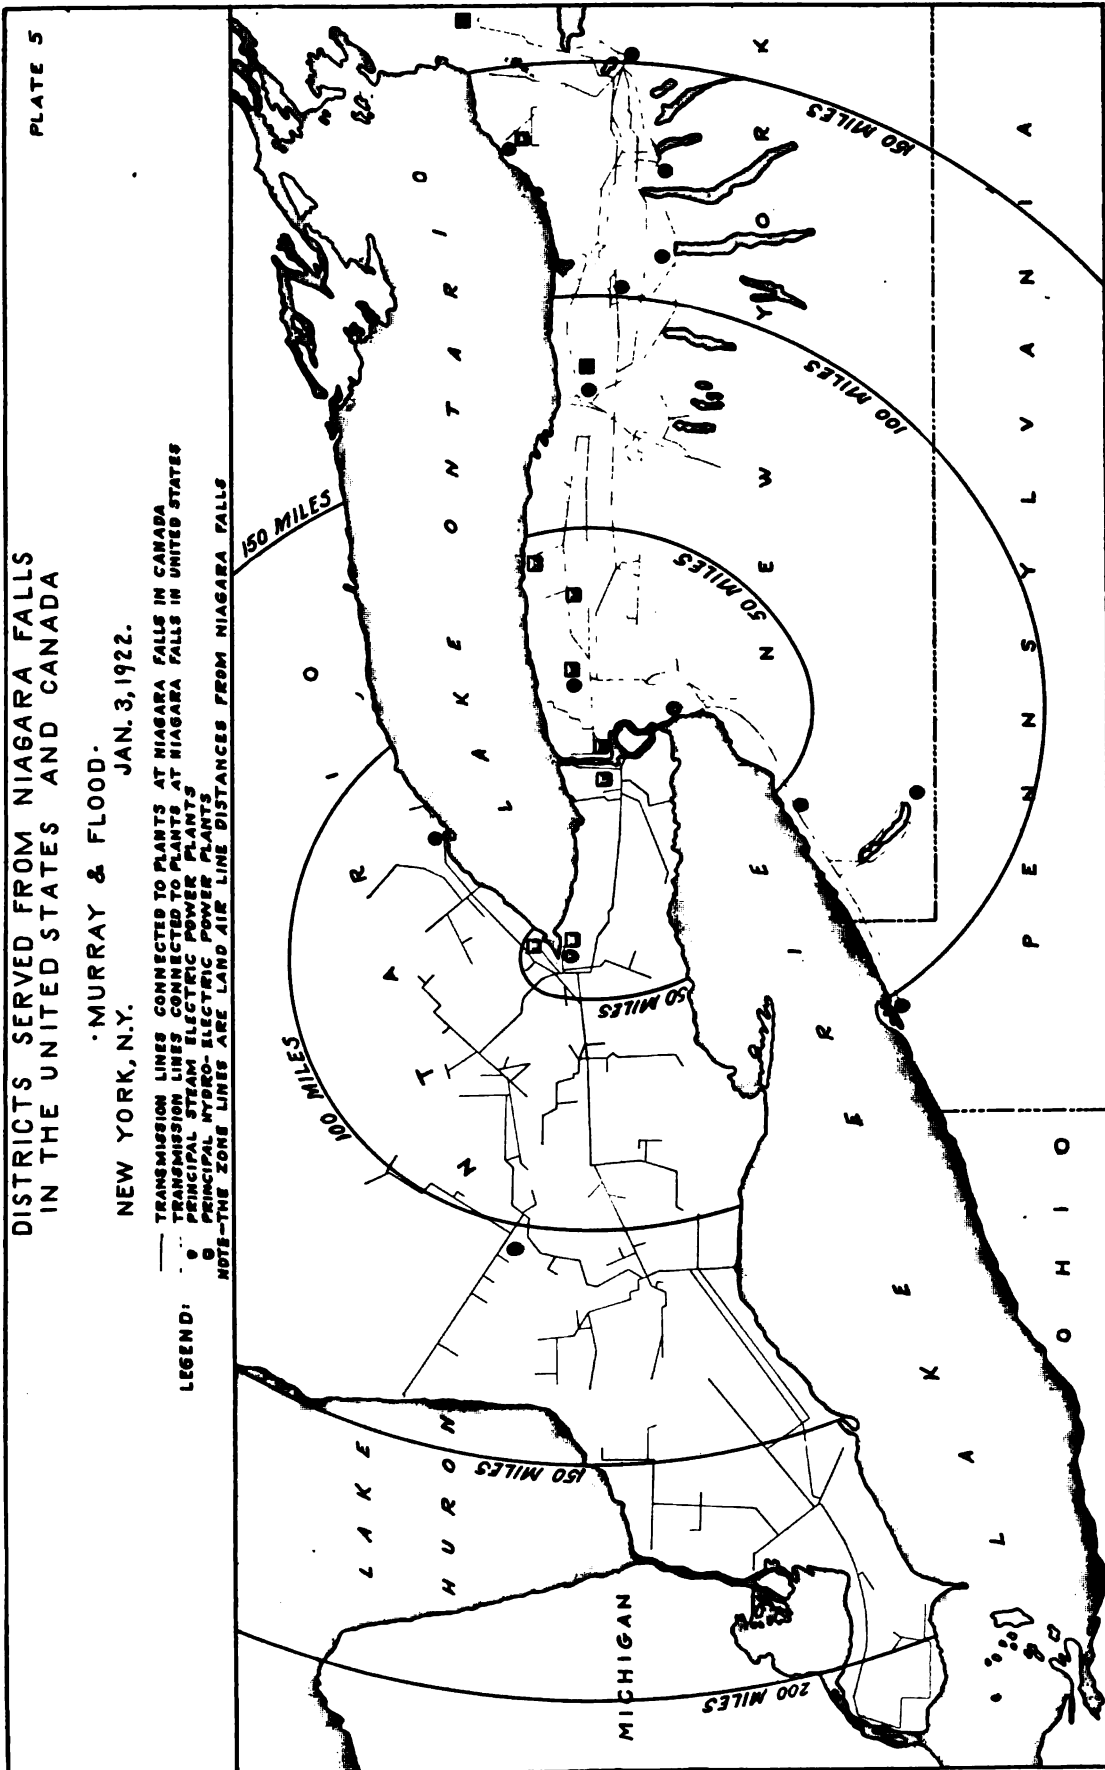 PLATE 5
DISTRICTS SERVED FROM NIAGARA FALLS
IN THE UNITED STATES AND CANADA
·MURRAY & FLOOD·
NEW YORK, N.Y. JAN. 3, 1922.
LEGEND:
TRANSMISSION LINES CONNECTED TO PLANTS AT NIAGARA FALLS IN CANADA
TRANSMISSION LINES CONNECTED TO PLANTS AT NIAGARA FALLS IN UNITED STATES
PRINCIPAL STEAM ELECTRIC POWER PLANTS
PRINCIPAL HYDRO-ELECTRIC POWER PLANTS
NOTE-THE ZONE LINES ARE LAND AIR LINE DISTANCES FROM NIAGARA FALLS
150 MILES
LAKE
HURON
ONTARIO
LAKE ONTARIO
100 MILES
50 MILES
150 MILES
200 MILES
MICHIGAN
LAKE ERIE
NEW YORK
50 MILES
100 MILES
150 MILES
OHIO
PENNSYLVANIA